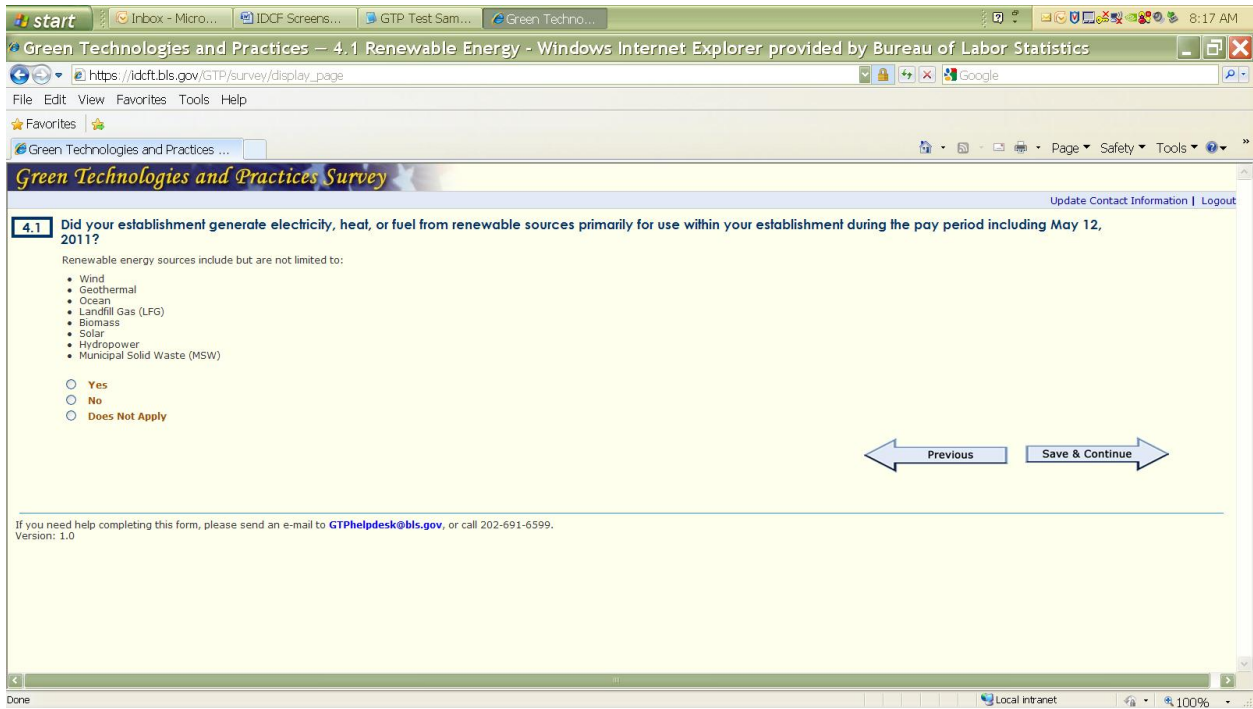 start Inbox - Micro... IDCF Screens... GTP Test Sam... Green Techno... 8:17 AM
Green Technologies and Practices — 4.1 Renewable Energy - Windows Internet Explorer provided by Bureau of Labor Statistics
https://idcft.bls.gov/GTP/survey/display_page Google
File Edit View Favorites Tools Help
Favorites
Green Technologies and Practices ... Page Safety Tools »
Green Technologies and Practices Survey
Update Contact Information | Logout
4.1 Did your establishment generate electricity, heat, or fuel from renewable sources primarily for use within your establishment during the pay period including May 12,
2011?
Renewable energy sources include but are not limited to:
• Wind
• Geothermal
• Ocean
• Landfill Gas (LFG)
• Biomass
• Solar
• Hydropower
• Municipal Solid Waste (MSW)
Yes
No
Does Not Apply
Previous Save & Continue
If you need help completing this form, please send an e-mail to GTPhelpdesk@bls.gov, or call 202-691-6599.
Version: 1.0
Done Local intranet 100%